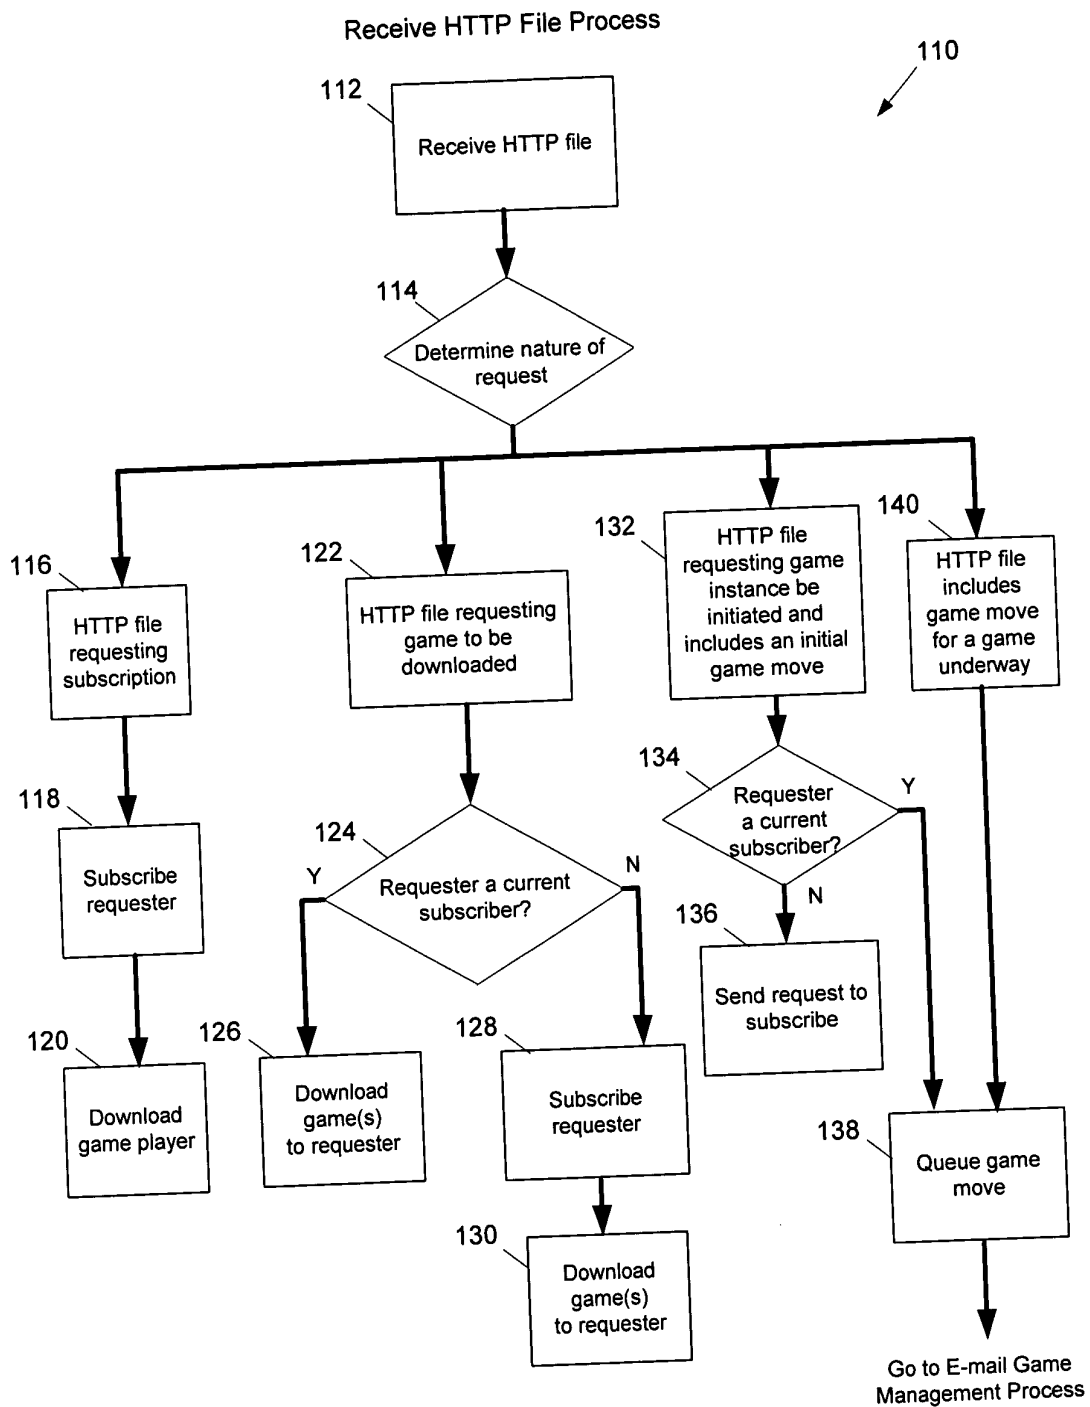 Receive HTTP File Process
110
112
Receive HTTP file
114
Determine nature of
request
116
HTTP file
requesting
subscription
122
HTTP file requesting
game to be
downloaded
132
HTTP file
requesting game
instance be
initiated and
includes an initial
game move
140
HTTP file
includes
game move
for a game
underway
118
Subscribe
requester
124
Y
Requester a current
subscriber?
N
134
Requester
a current
subscriber?
Y
N
136
Send request to
subscribe
120
Download
game player
126
Download
game(s)
to requester
128
Subscribe
requester
138
Queue game
move
130
Download
game(s)
to requester
Go to E-mail Game
Management Process